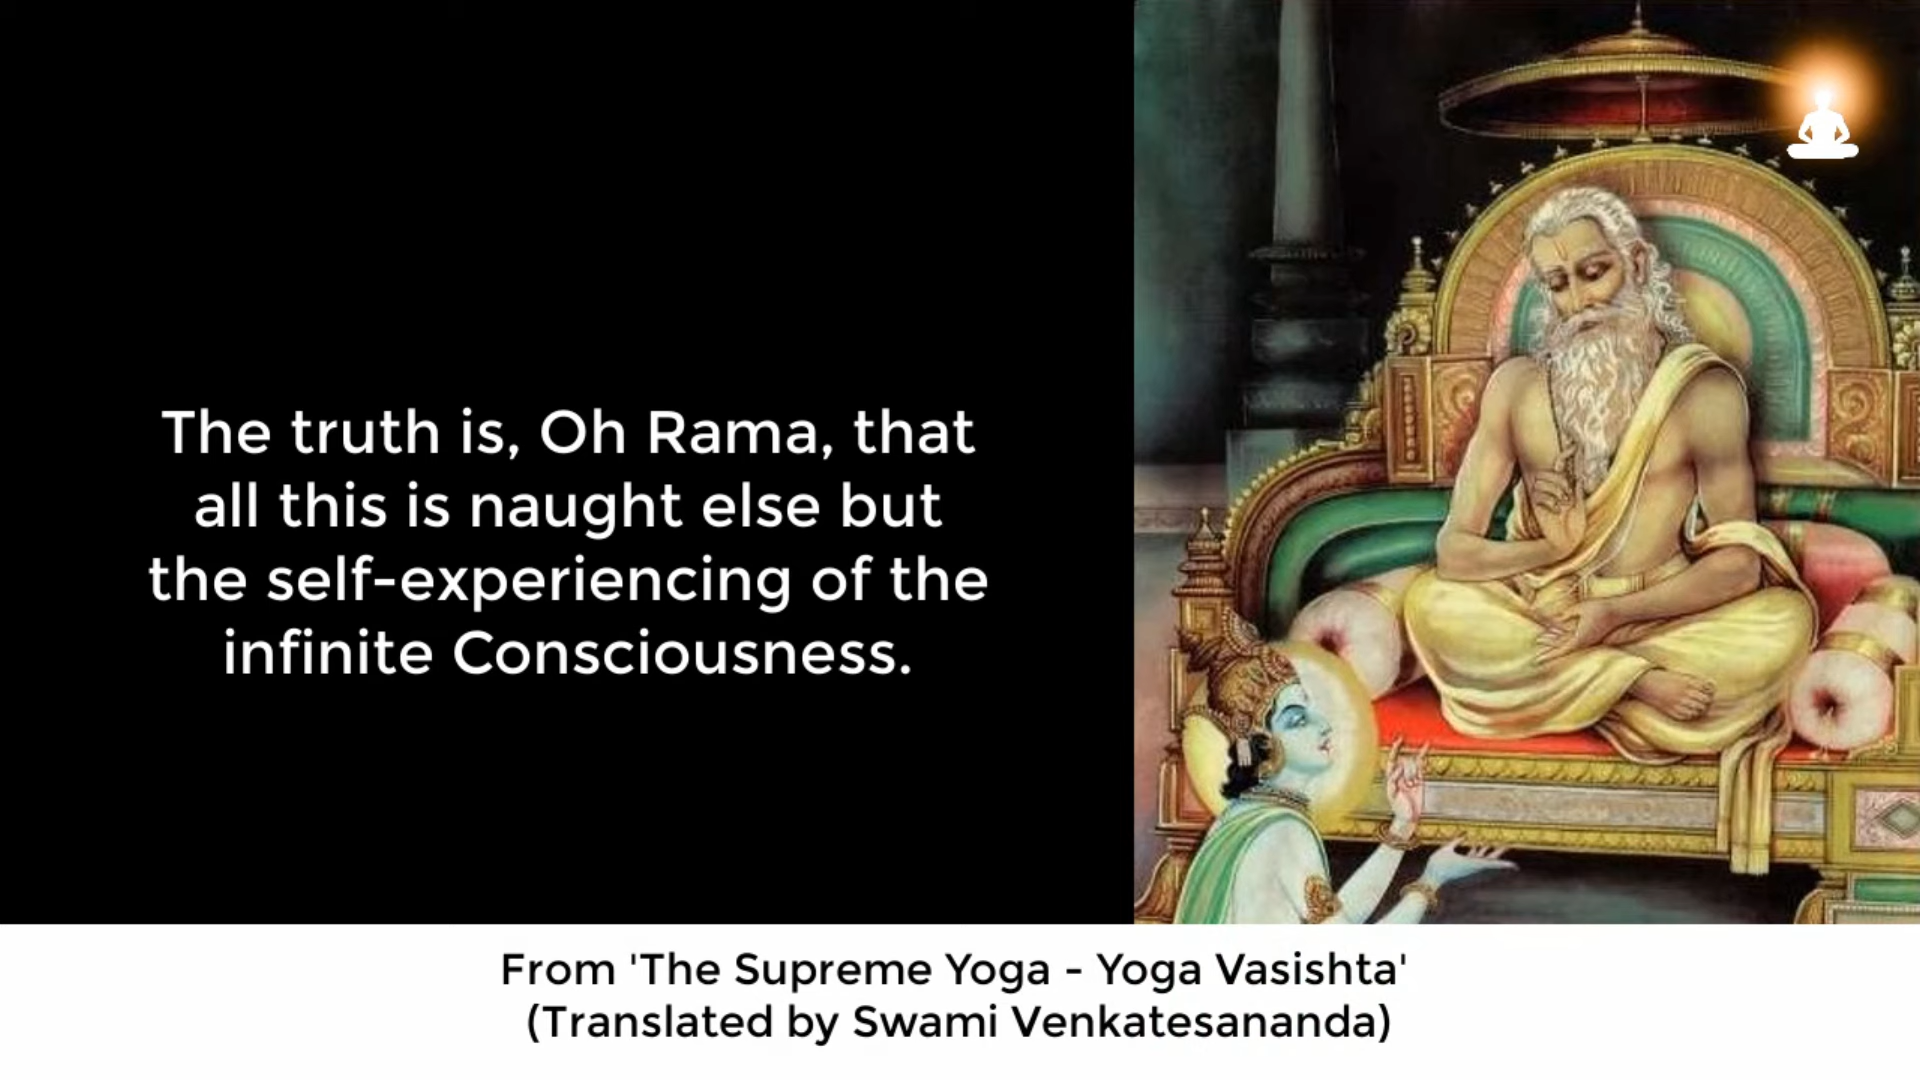 The truth is, Oh Rama, that
all this is naught else but
the self-experiencing of the
infinite Consciousness.
From 'The Supreme Yoga - Yoga Vasishta'
(Translated by Swami Venkatesananda)